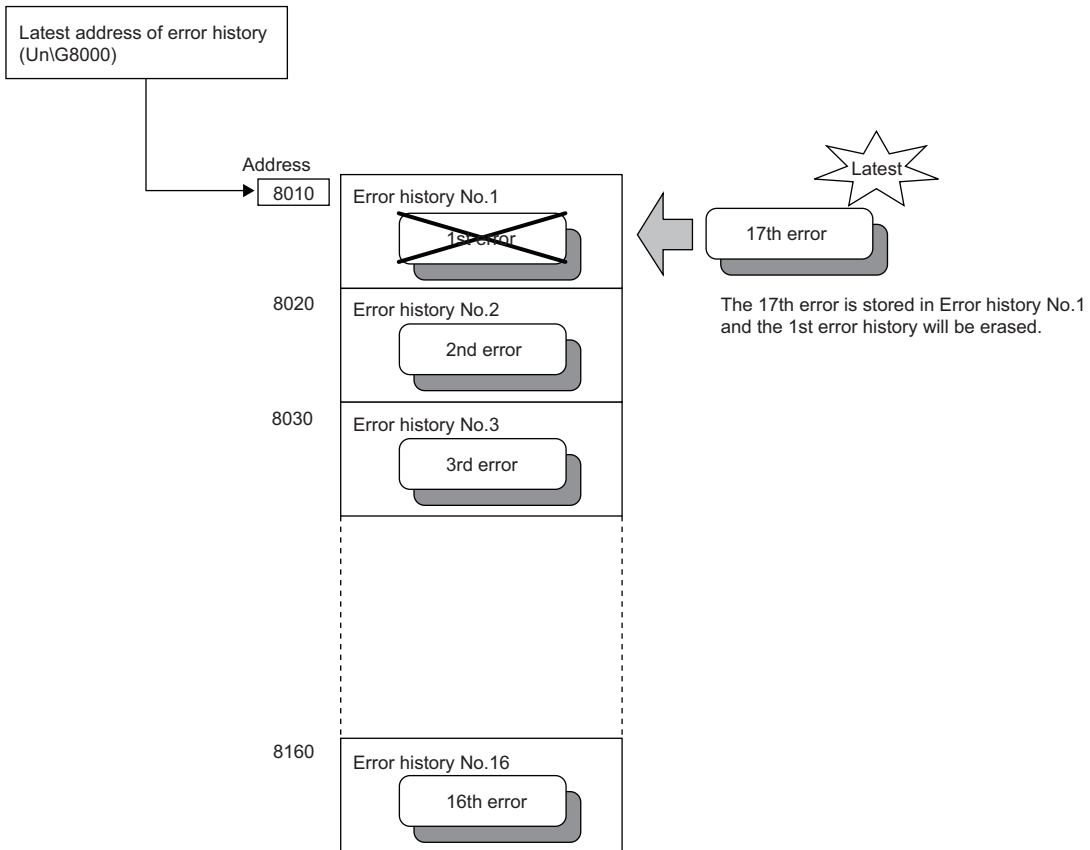 Latest address of error history
(Un\G8000)
Address
8010
Error history No.1
1st error
Latest
17th error
The 17th error is stored in Error history No.1
and the 1st error history will be erased.
8020
Error history No.2
2nd error
8030
Error history No.3
3rd error
8160
Error history No.16
16th error